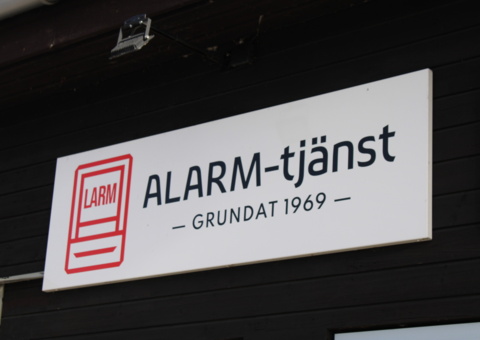 LARM
ALARM-tjänst
— GRUNDAT 1969 —